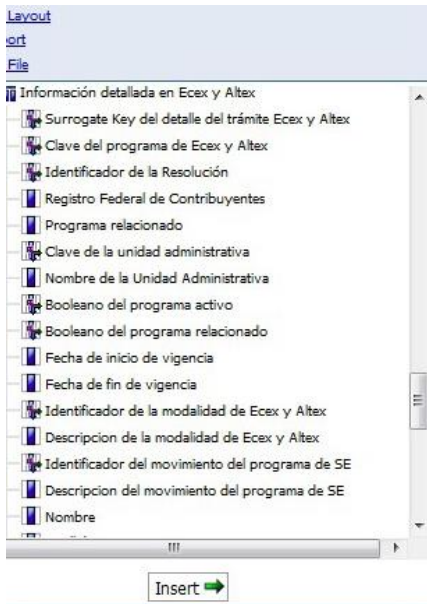 Layout
ort
File
Información detallada en Ecex y Altex
Surrogate Key del detalle del trámite Ecex y Altex
Clave del programa de Ecex y Altex
Identificador de la Resolución
Registro Federal de Contribuyentes
Programa relacionado
Clave de la unidad administrativa
Nombre de la Unidad Administrativa
Booleano del programa activo
Booleano del programa relacionado
Fecha de inicio de vigencia
Fecha de fin de vigencia
Identificador de la modalidad de Ecex y Altex
Descripcion de la modalidad de Ecex y Altex
Identificador del movimiento del programa de SE
Descripcion del movimiento del programa de SE
Nombre
Insert